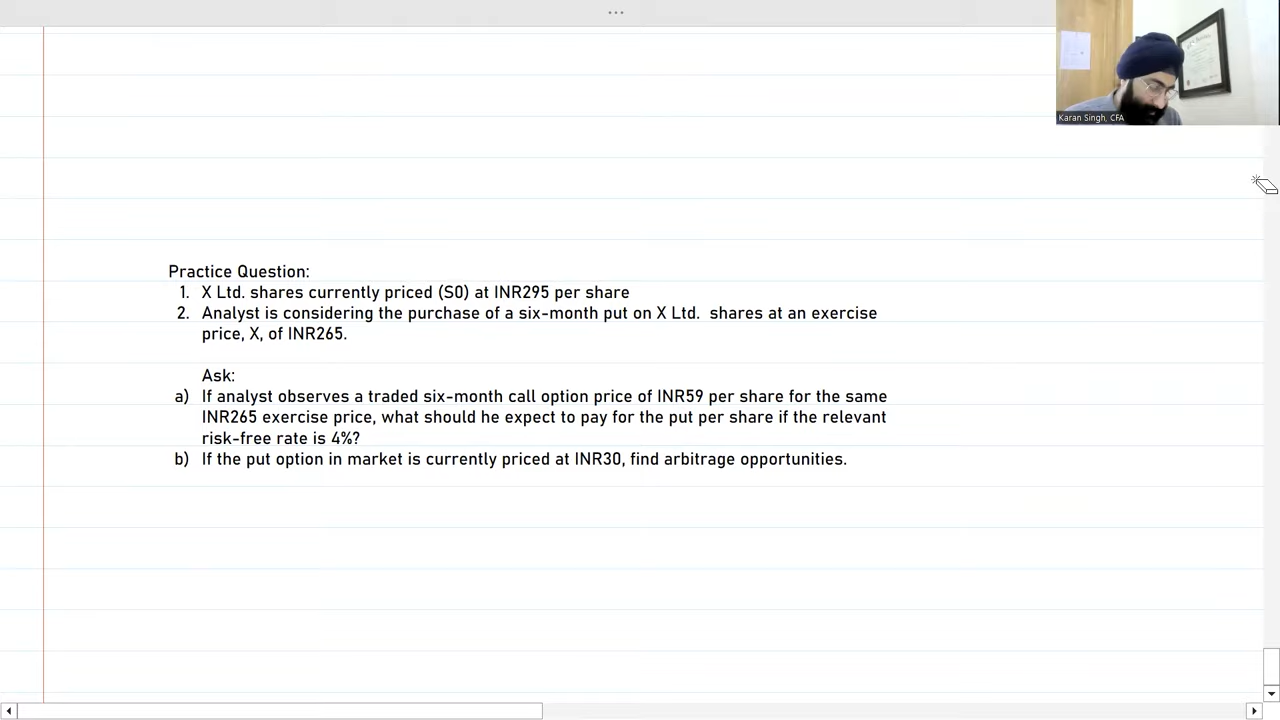 Karan Singh, CFA
Practice Question:
1. X Ltd. shares currently priced (S0) at INR295 per share
2. Analyst is considering the purchase of a six-month put on X Ltd. shares at an exercise
price, X, of INR265.
Ask:
a) If analyst observes a traded six-month call option price of INR59 per share for the same
INR265 exercise price, what should he expect to pay for the put per share if the relevant
risk-free rate is 4%?
b) If the put option in market is currently priced at INR30, find arbitrage opportunities.